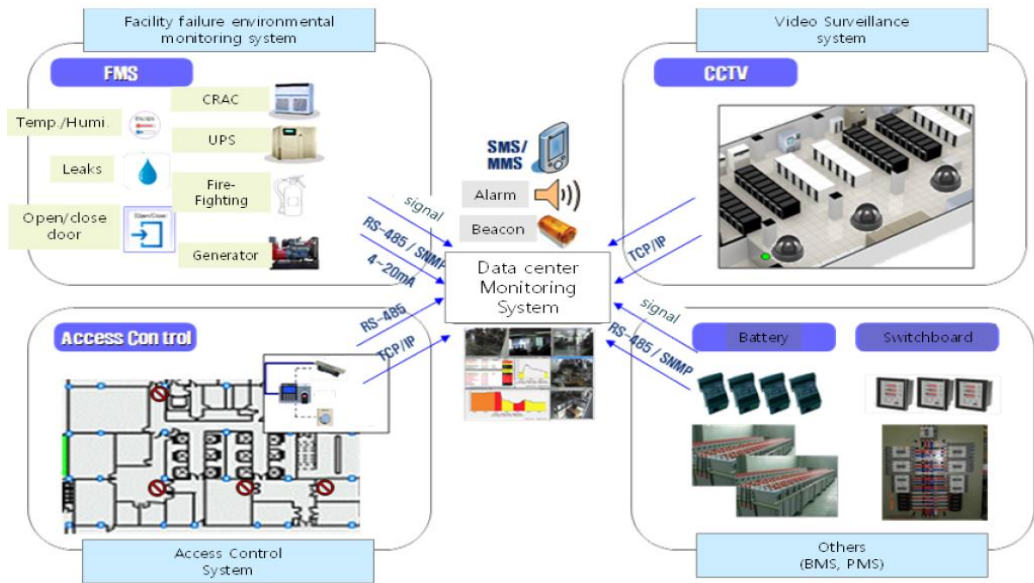 Facility failure environmental
monitoring system
Video Surveillance
system
FMS
CCTV
CRAC
Temp./Humi.
UPS
Leaks
Fire-
Fighting
Open/close
door
Open/Close
Generator
SMS/
MMS
Alarm
Beacon
signal
RS-485 / SNMP
4~20mA
TCP/IP
Data center
Monitoring
System
signal
RS-485 / SNMP
RS-485
TCP/IP
Access Control
Battery
Switchboard
Access Control
System
Others
(BMS, PMS)